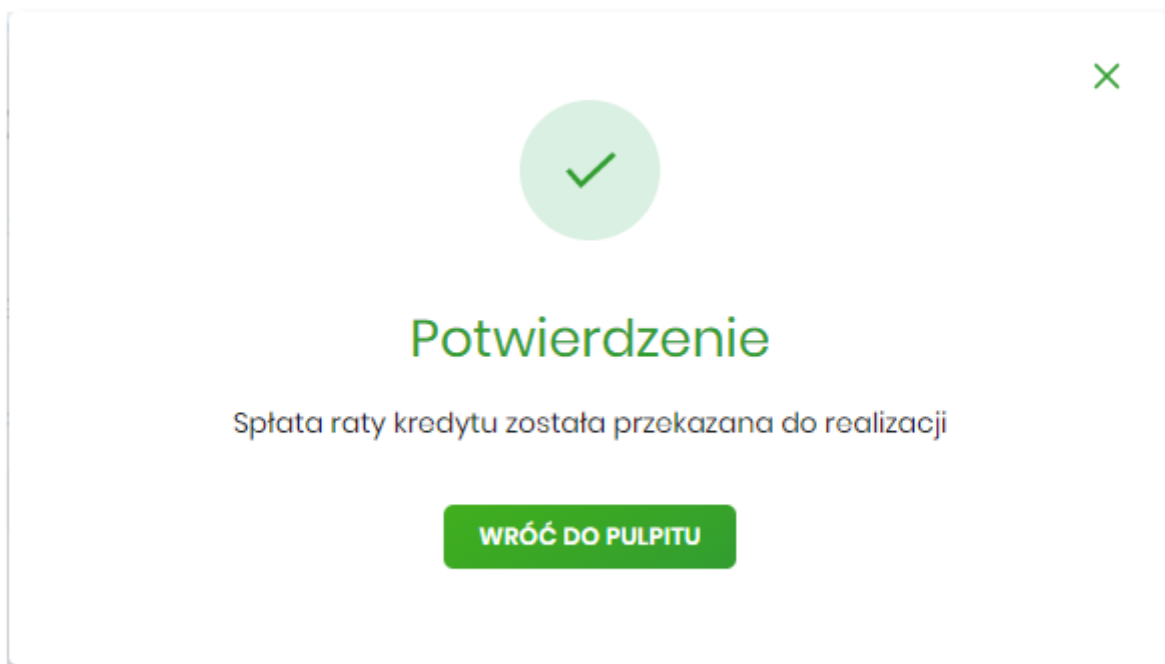 Potwierdzenie
Spłata raty kredytu została przekazana do realizacji
WRÓĆ DO PULPITU